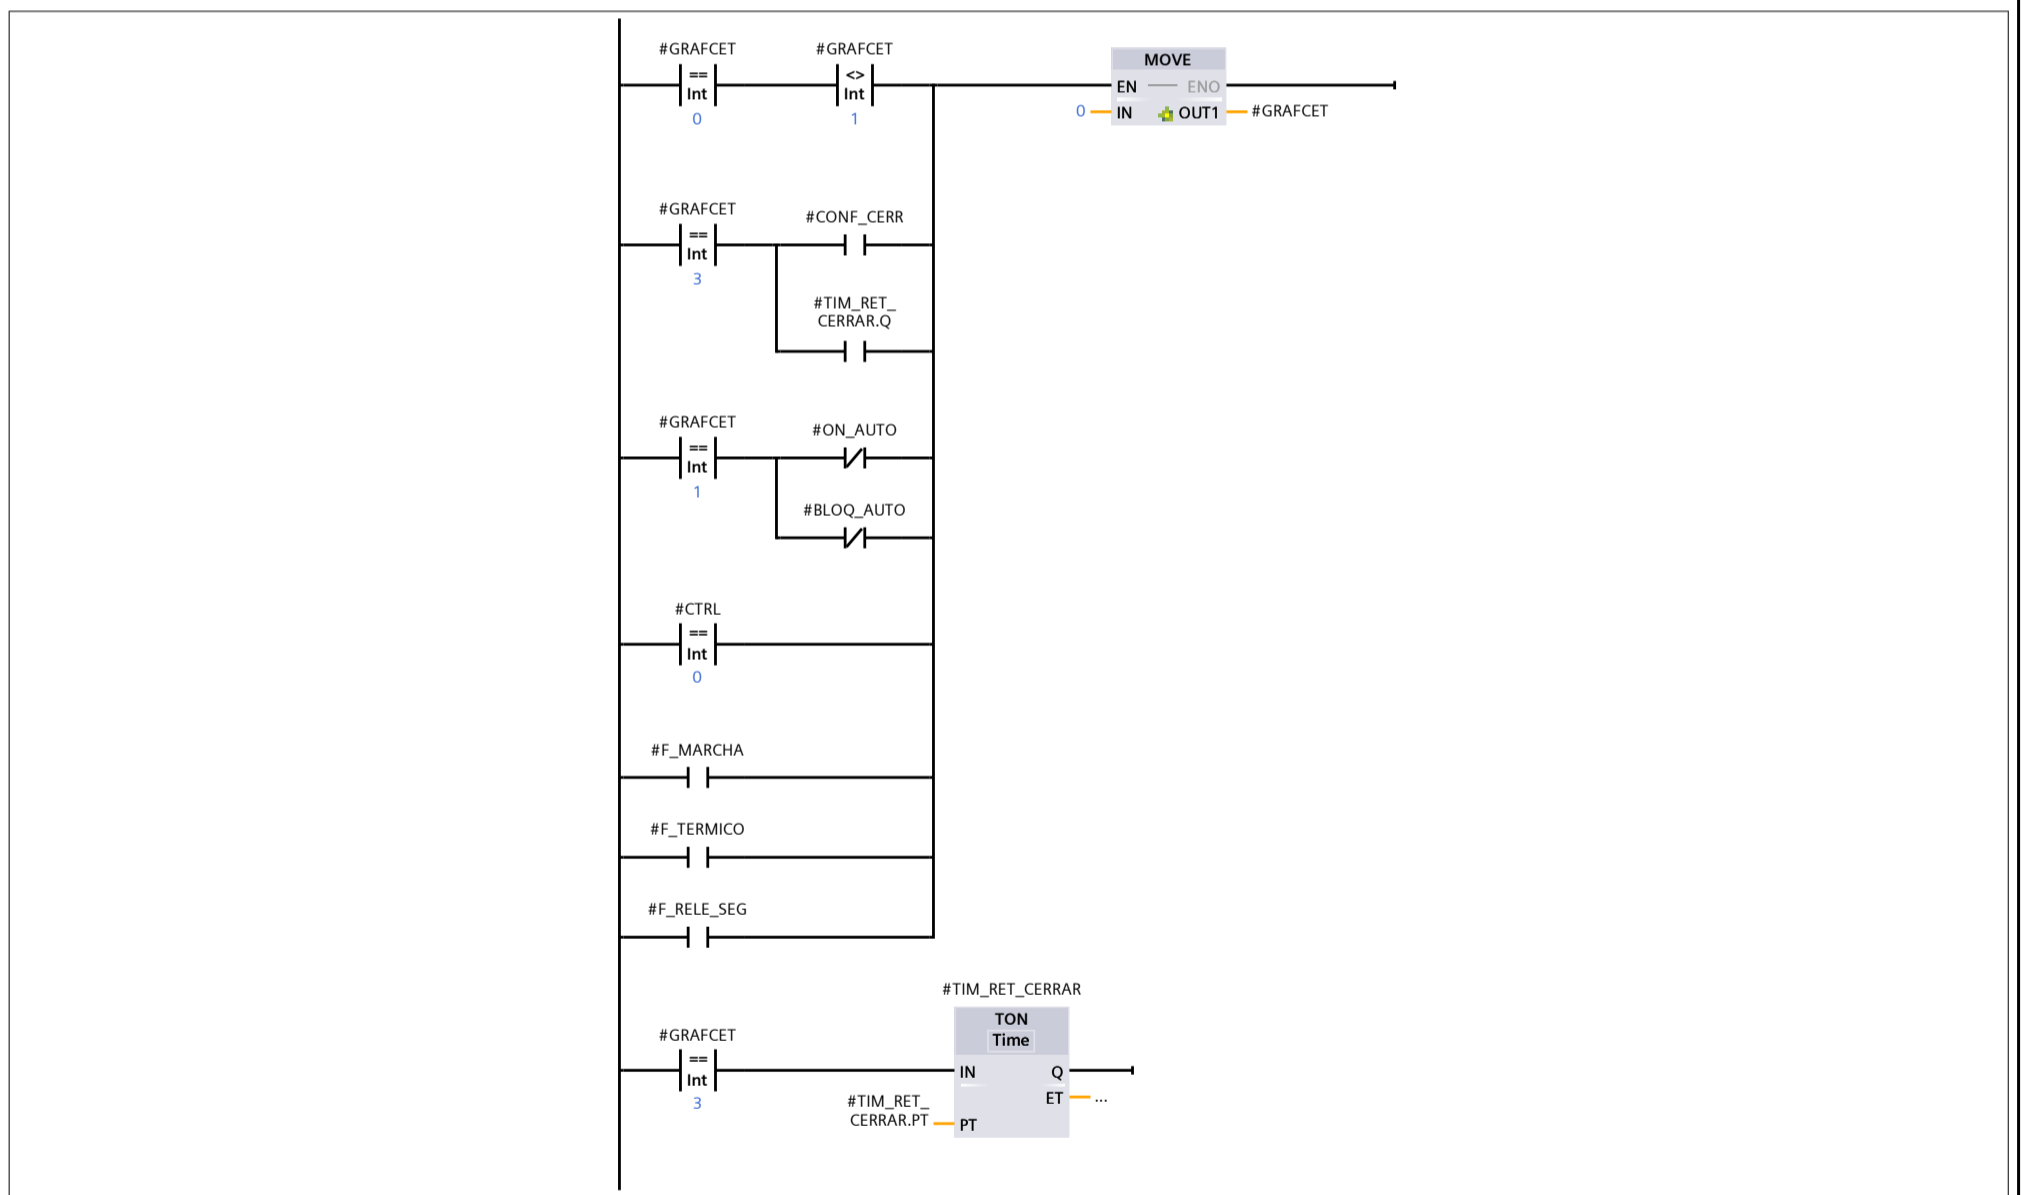 #GRAFCET
#GRAFCET
==
Int
0
<>
Int
1
MOVE
EN
ENO
0
IN
OUT1
#GRAFCET
#GRAFCET
==
Int
3
#CONF_CERR
#TIM_RET_
CERRAR.Q
#GRAFCET
==
Int
1
#ON_AUTO
#BLOQ_AUTO
#CTRL
==
Int
0
#F_MARCHA
#F_TERMICO
#F_RELE_SEG
#TIM_RET_CERRAR
#GRAFCET
==
Int
3
TON
Time
IN
Q
ET
...
#TIM_RET_
CERRAR.PT
PT